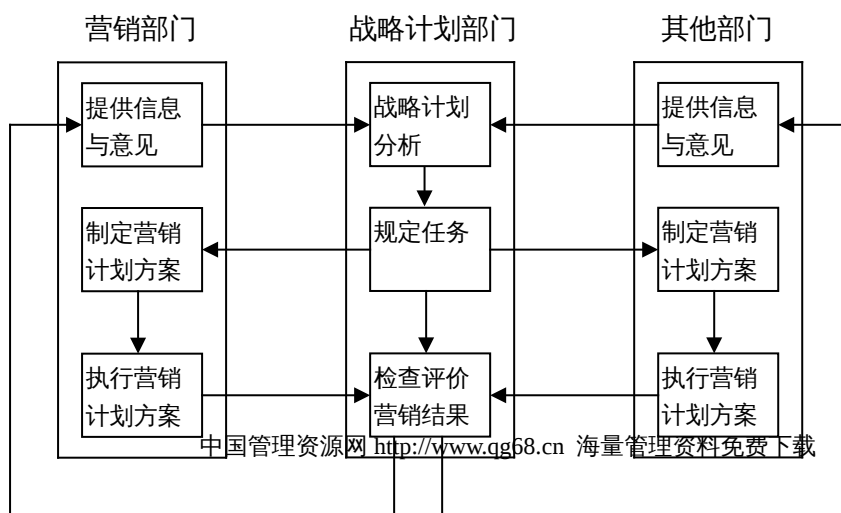 营销部门
战略计划部门
其他部门
提供信息
与意见
战略计划
分析
提供信息
与意见
制定营销
计划方案
规定任务
制定营销
计划方案
执行营销
计划方案
检查评价
营销结果
执行营销
计划方案
中国管理资源网 http://www.qg68.cn 海量管理资料免费下载